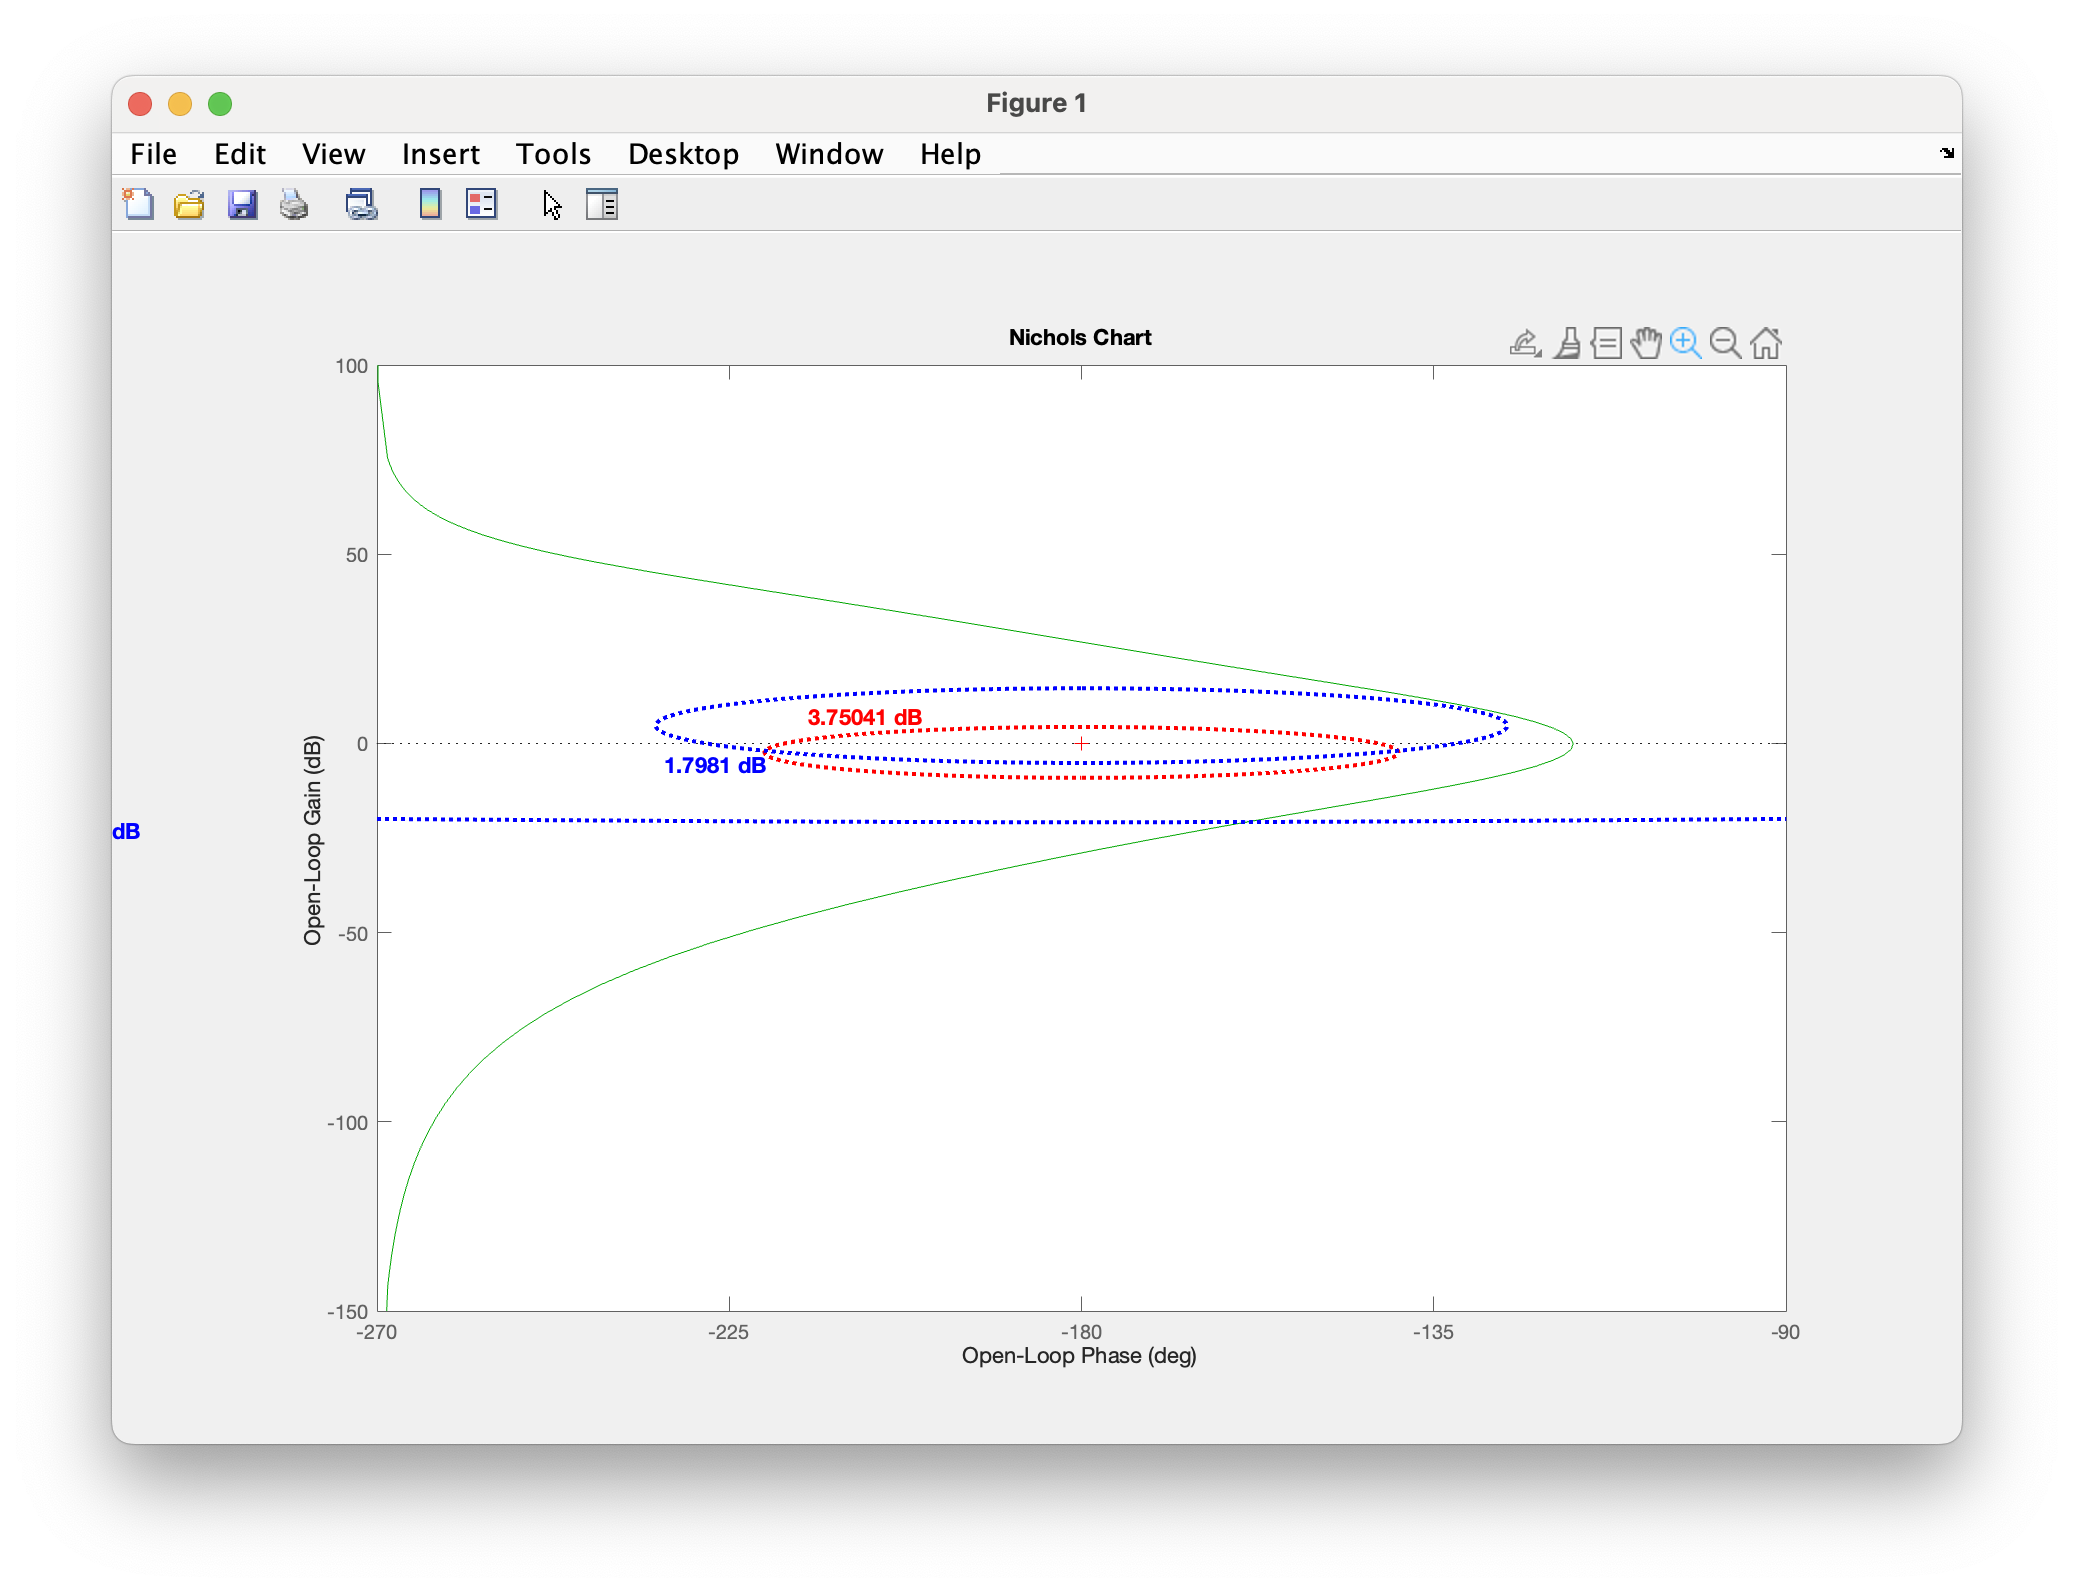 Figure 1
File Edit View Insert Tools Desktop Window Help
Nichols Chart
100
50
0
-50
-100
-150
3.75041 dB
1.7981 dB
dB
Open-Loop Gain (dB)
-270 -225 -180 -135 -90
Open-Loop Phase (deg)